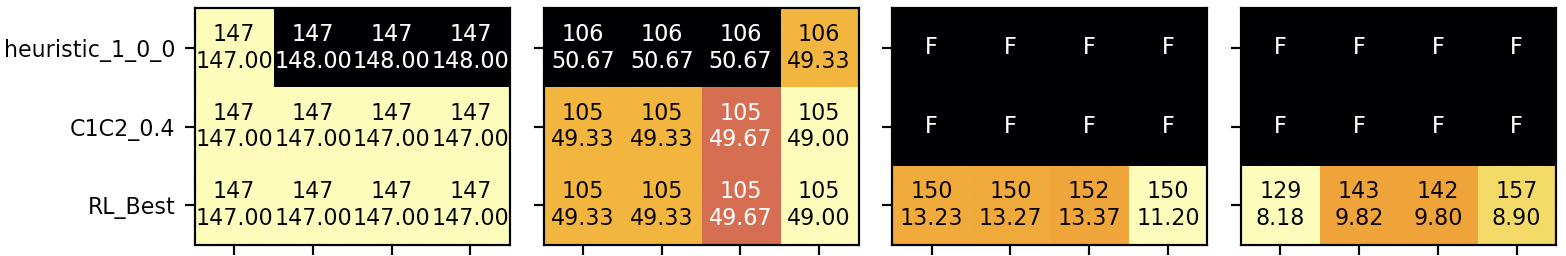 heuristic_1_0_0 147 147 147 147 106 106 106 106 F F F F F F F F
147.00 148.00 148.00 148.00 50.67 50.67 50.67 49.33
C1C2_0.4 147 147 147 147 105 105 105 105 F F F F F F F F
147.00 147.00 147.00 147.00 49.33 49.33 49.67 49.00
RL_Best 147 147 147 147 105 105 105 105 150 150 152 150 129 143 142 157
147.00 147.00 147.00 147.00 49.33 49.33 49.67 49.00 13.23 13.27 13.37 11.20 8.18 9.82 9.80 8.90